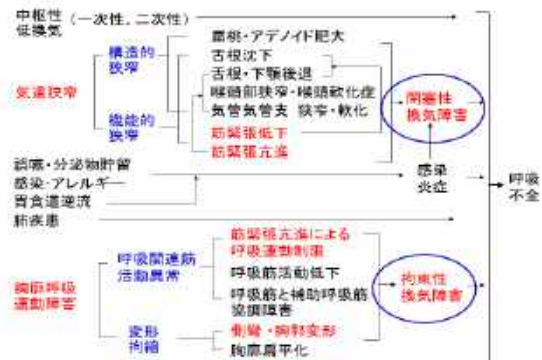 中枢性 (一次性, 二次性)
低換気
気道狭窄
構造的
狭窄
機能的
狭窄
扁桃・アデノイド肥大
舌根沈下
舌根・下顎後退
喉頭部狭窄・喉頭軟化症
気管気管支 狭窄・軟化
筋緊張低下
筋緊張亢進
閉塞性
換気障害
誤嚥・分泌物貯留
感染・アレルギー
胃食道逆流
肺疾患
感染
炎症
呼吸
不全
胸郭呼吸
運動障害
呼吸関連筋
活動異常
変形
拘縮
筋緊張亢進による
呼吸運動制限
呼吸筋活動低下
呼吸筋と補助呼吸筋
協調障害
側彎・胸郭変形
胸廓扁平化
拘束性
換気障害